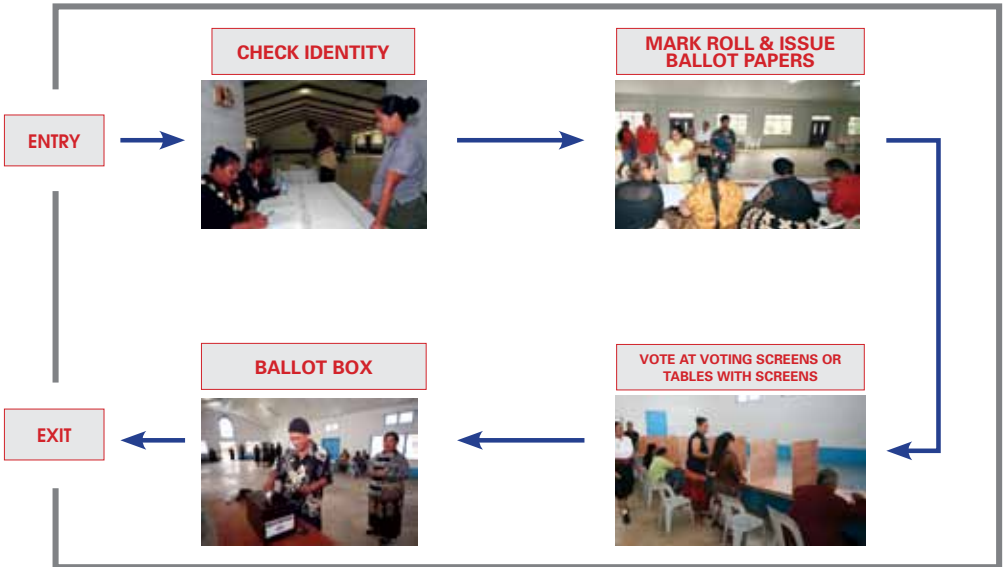 ENTRY
CHECK IDENTITY
MARK ROLL & ISSUE
BALLOT PAPERS
VOTE AT VOTING SCREENS OR
TABLES WITH SCREENS
BALLOT BOX
EXIT